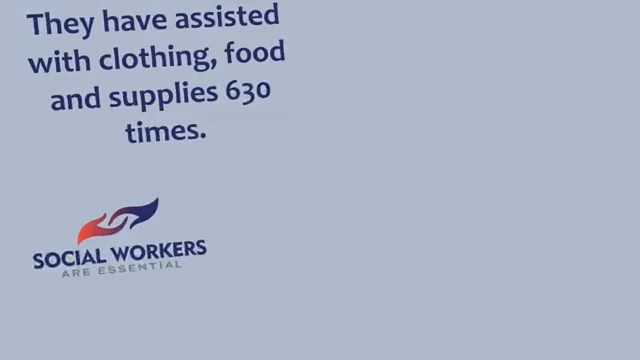 They have assisted
with clothing, food
and supplies 630
times.
SOCIAL WORKERS
ARE ESSENTIAL